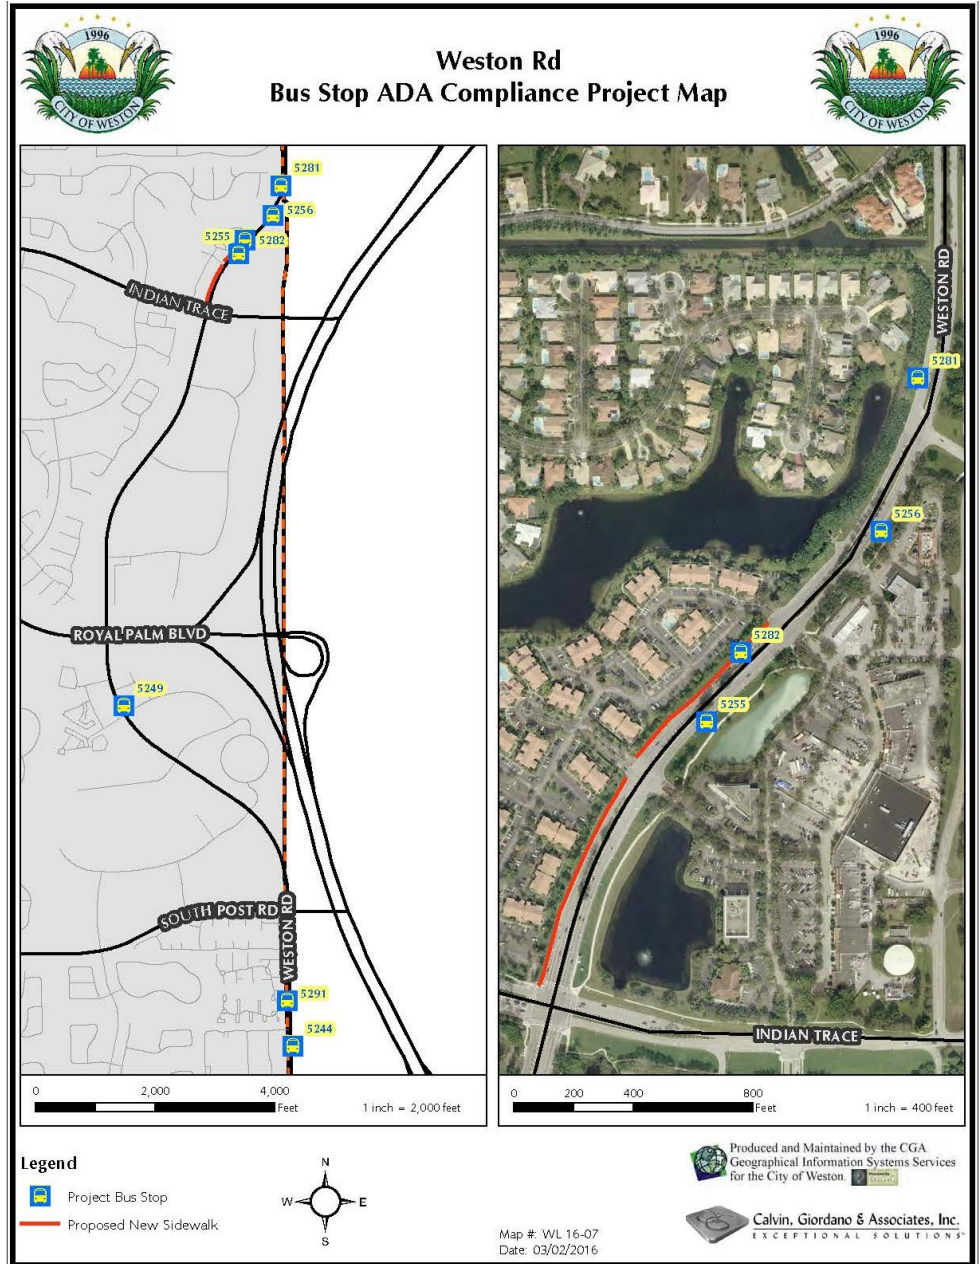 1996
CITY OF WESTON
Weston Rd
Bus Stop ADA Compliance Project Map
1996
CITY OF WESTON
5281
5256
5255
5282
INDIAN TRACE
ROYAL PALM BLVD
5249
SOUTH POST RD
WESTON RD
5291
5244
0 2,000 4,000
Feet
1 inch = 2,000 feet
WESTON RD
5281
5256
5282
5255
INDIAN TRACE
0 200 400 800
Feet
1 inch = 400 feet
Legend
Project Bus Stop
Proposed New Sidewalk
N
W E
S
Map #: WL 16-07
Date: 03/02/2016
Produced and Maintained by the CGA
Geographical Information Systems Services
for the City of Weston.
Calvin, Giordano & Associates, Inc.
EXCEPTIONAL SOLUTIONS